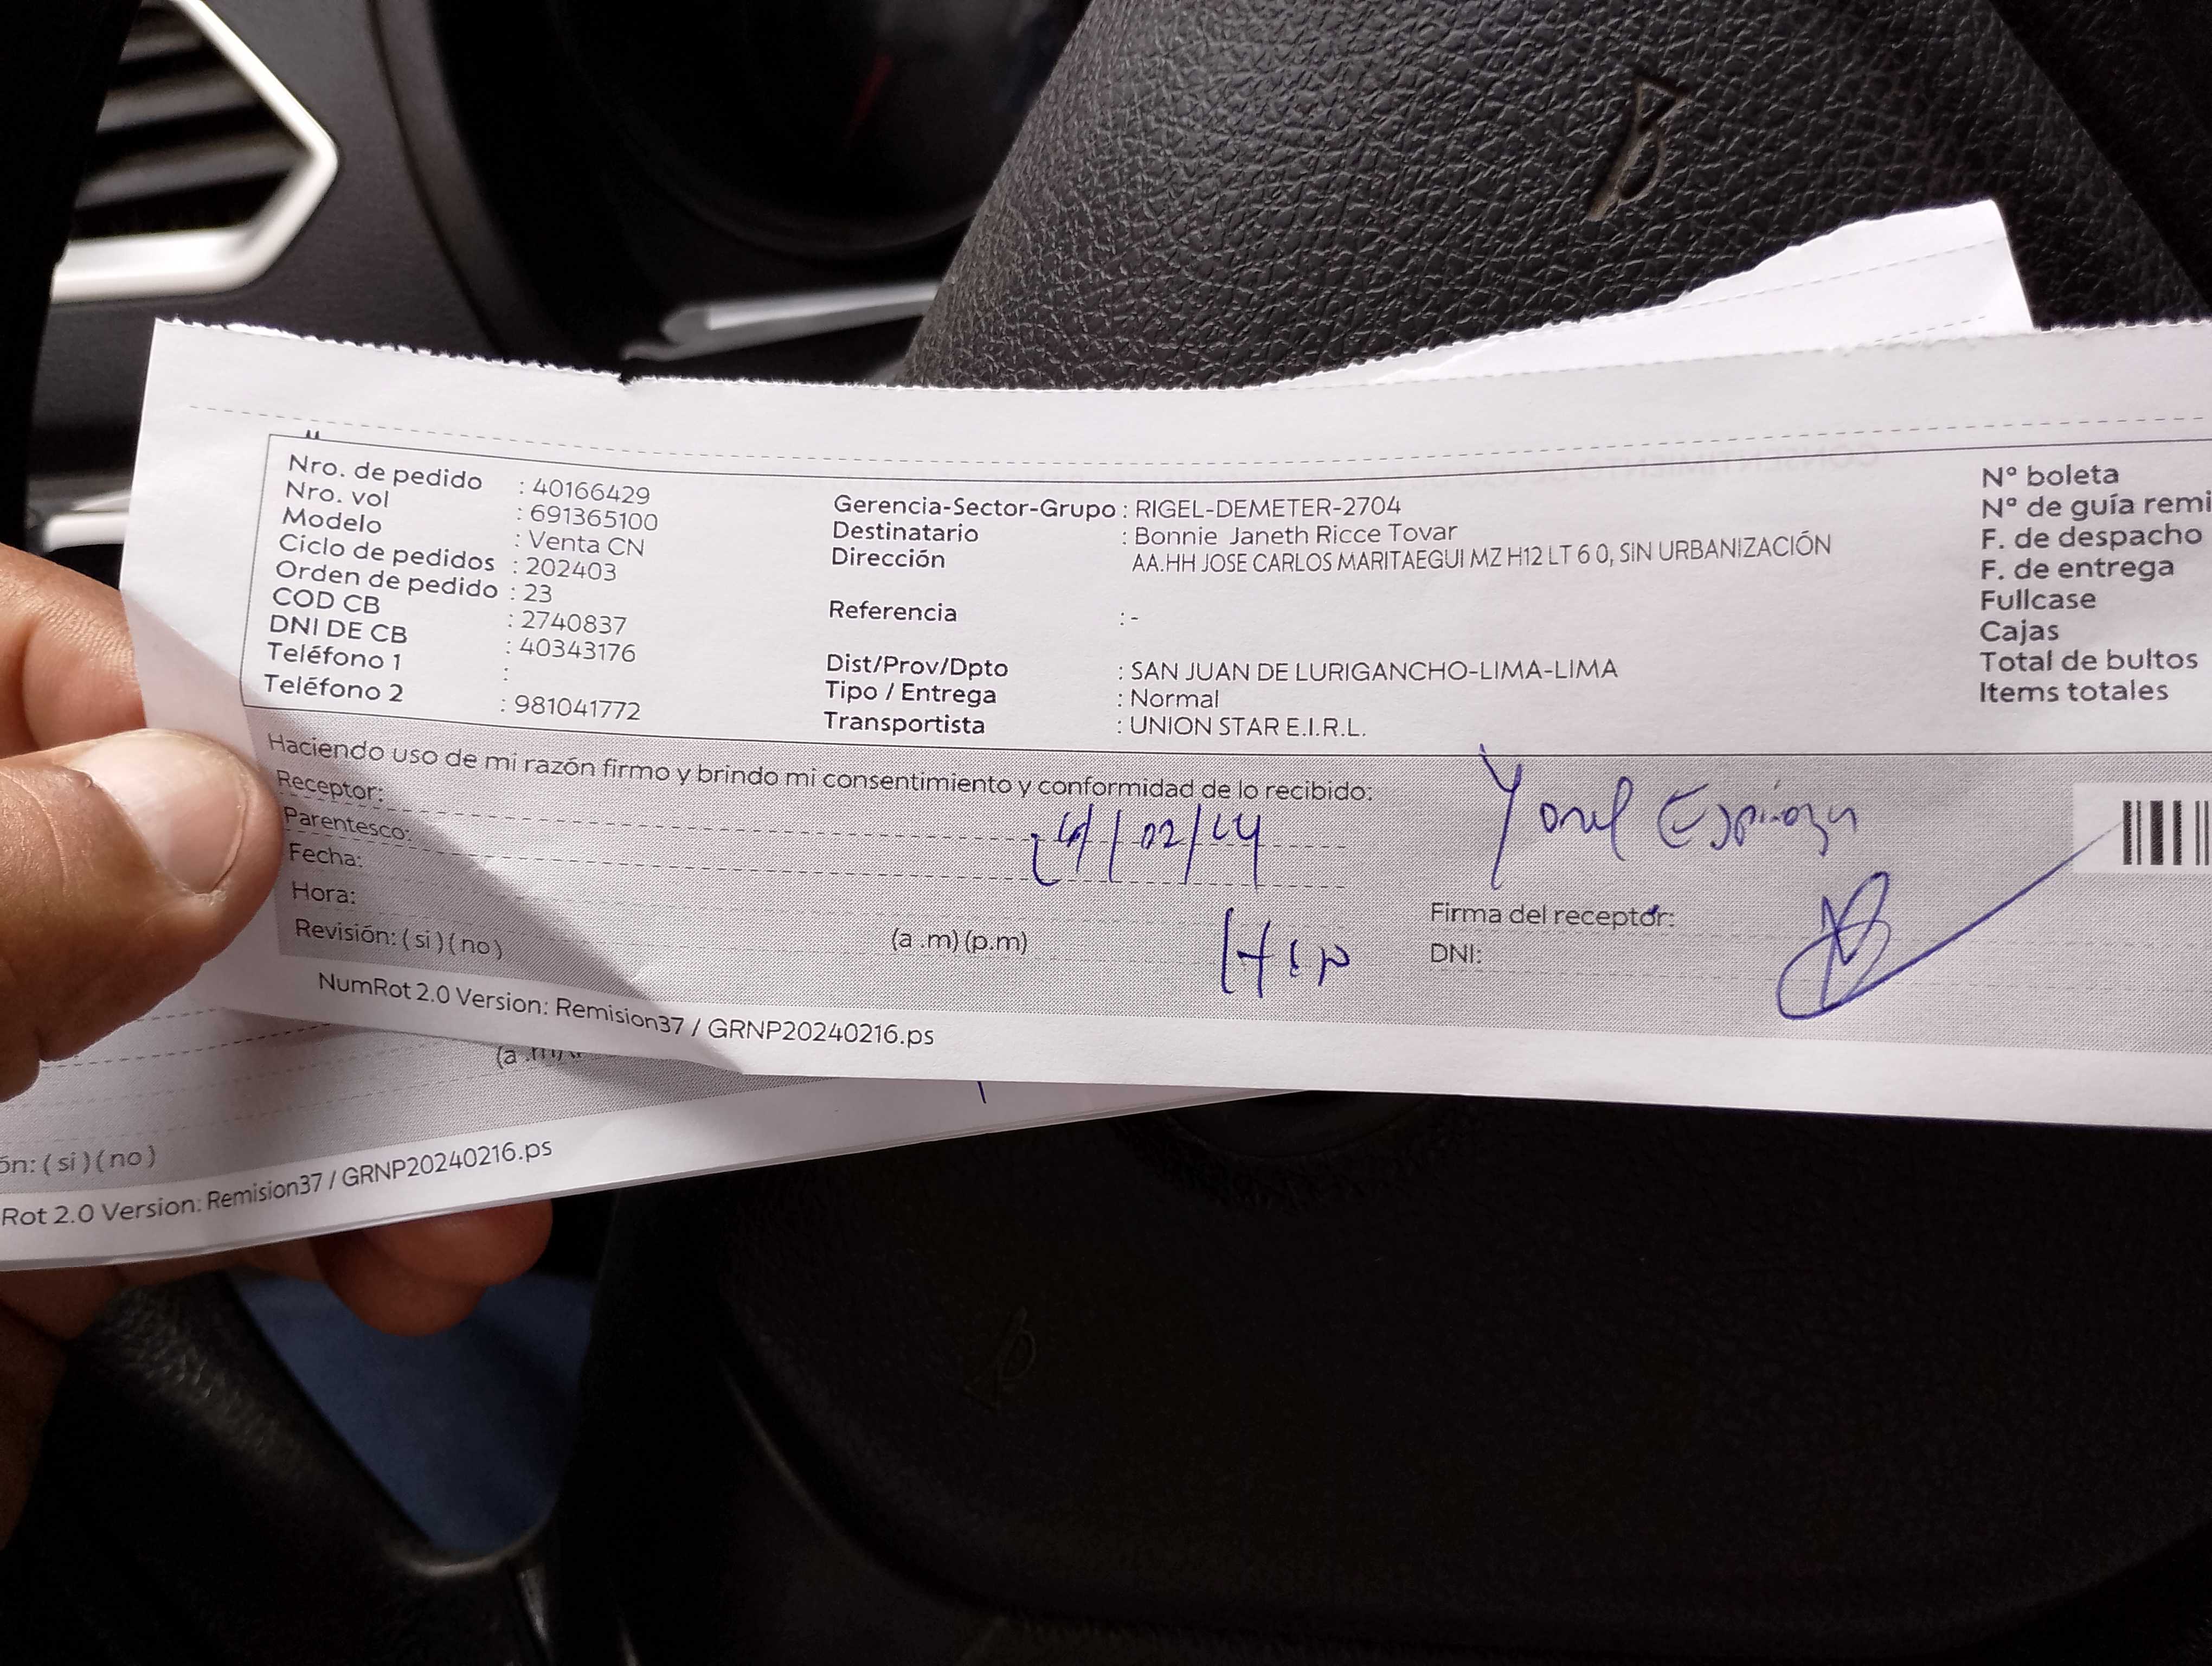 Nro. de pedido : 40166429
Nro. vol : 691365100
Modelo : Venta CN
Ciclo de pedidos : 202403
Orden de pedido : 23
COD CB : 2740837
DNI DE CB : 40343176
Teléfono 1 :
Teléfono 2 : 981041772
Gerencia-Sector-Grupo : RIGEL-DEMETER-2704
Destinatario : Bonnie Janeth Ricce Tovar
Dirección AA.HH JOSE CARLOS MARITAEGUI MZ H12 LT 6 0, SIN URBANIZACIÓN
Referencia : -
Dist/Prov/Dpto : SAN JUAN DE LURIGANCHO-LIMA-LIMA
Tipo / Entrega : Normal
Transportista : UNION STAR E.I.R.L.
N° boleta
N° de guía remi
F. de despacho
F. de entrega
Fullcase
Cajas
Total de bultos
Items totales
Haciendo uso de mi razón firmo y brindo mi consentimiento y conformidad de lo recibido:
Receptor:
Parentesco:
Fecha:
Hora:
Revisión: ( si ) ( no )
(a .m) (p.m)
/02/24
Espinoza
Firma del receptor:
DNI:
NumRot 2.0 Version: Remision37 / GRNP20240216.ps
(a .m)
ón: ( si ) ( no )
Rot 2.0 Version: Remision37 / GRNP20240216.ps